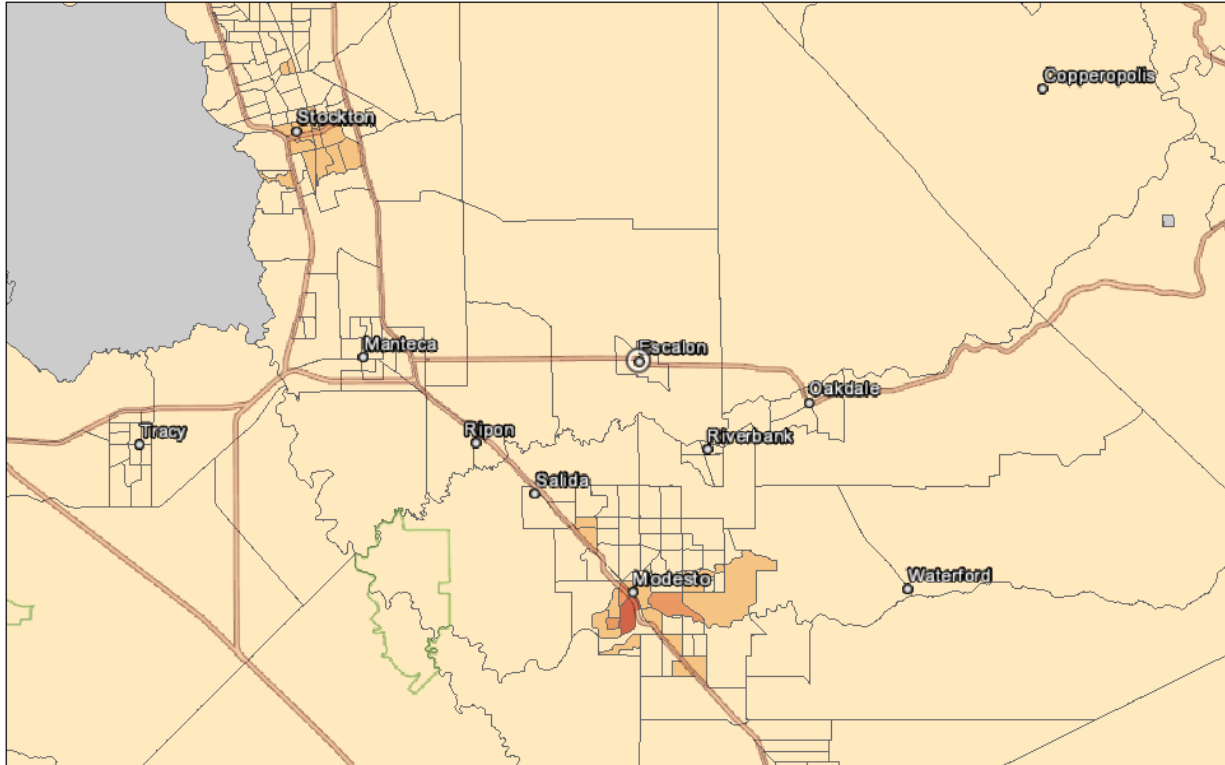 Copperopolis
Stockton
Manteca
Escalon
Oakdale
Tracy
Ripon
Riverbank
Salida
Modesto
Waterford